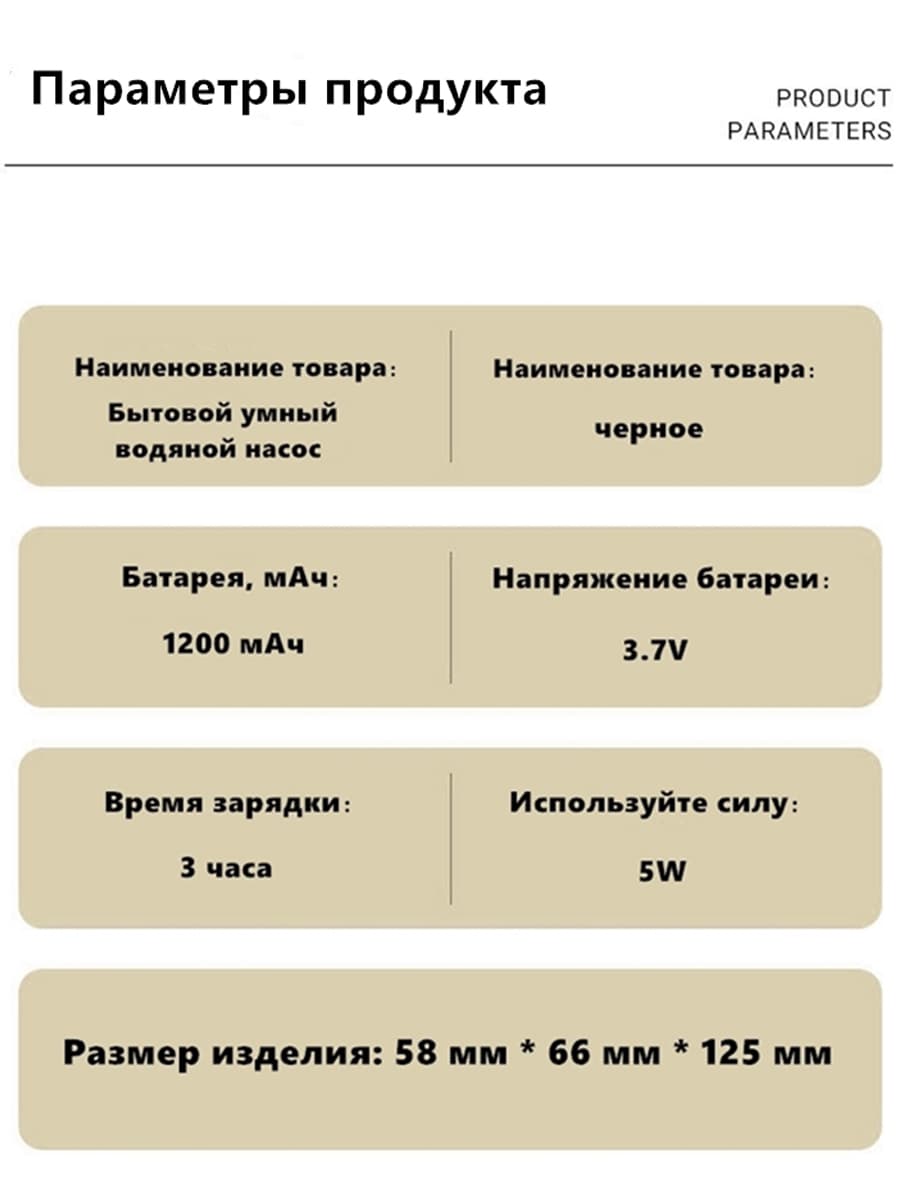 Параметры продукта
PRODUCT
PARAMETERS
Наименование товара:
Бытовой умный
водяной насос
Наименование товара:
черное
Батарея, мАч:
1200 мАч
Напряжение батареи:
3.7V
Время зарядки:
3 часа
Используйте силу:
5W
Размер изделия: 58 мм * 66 мм * 125 мм